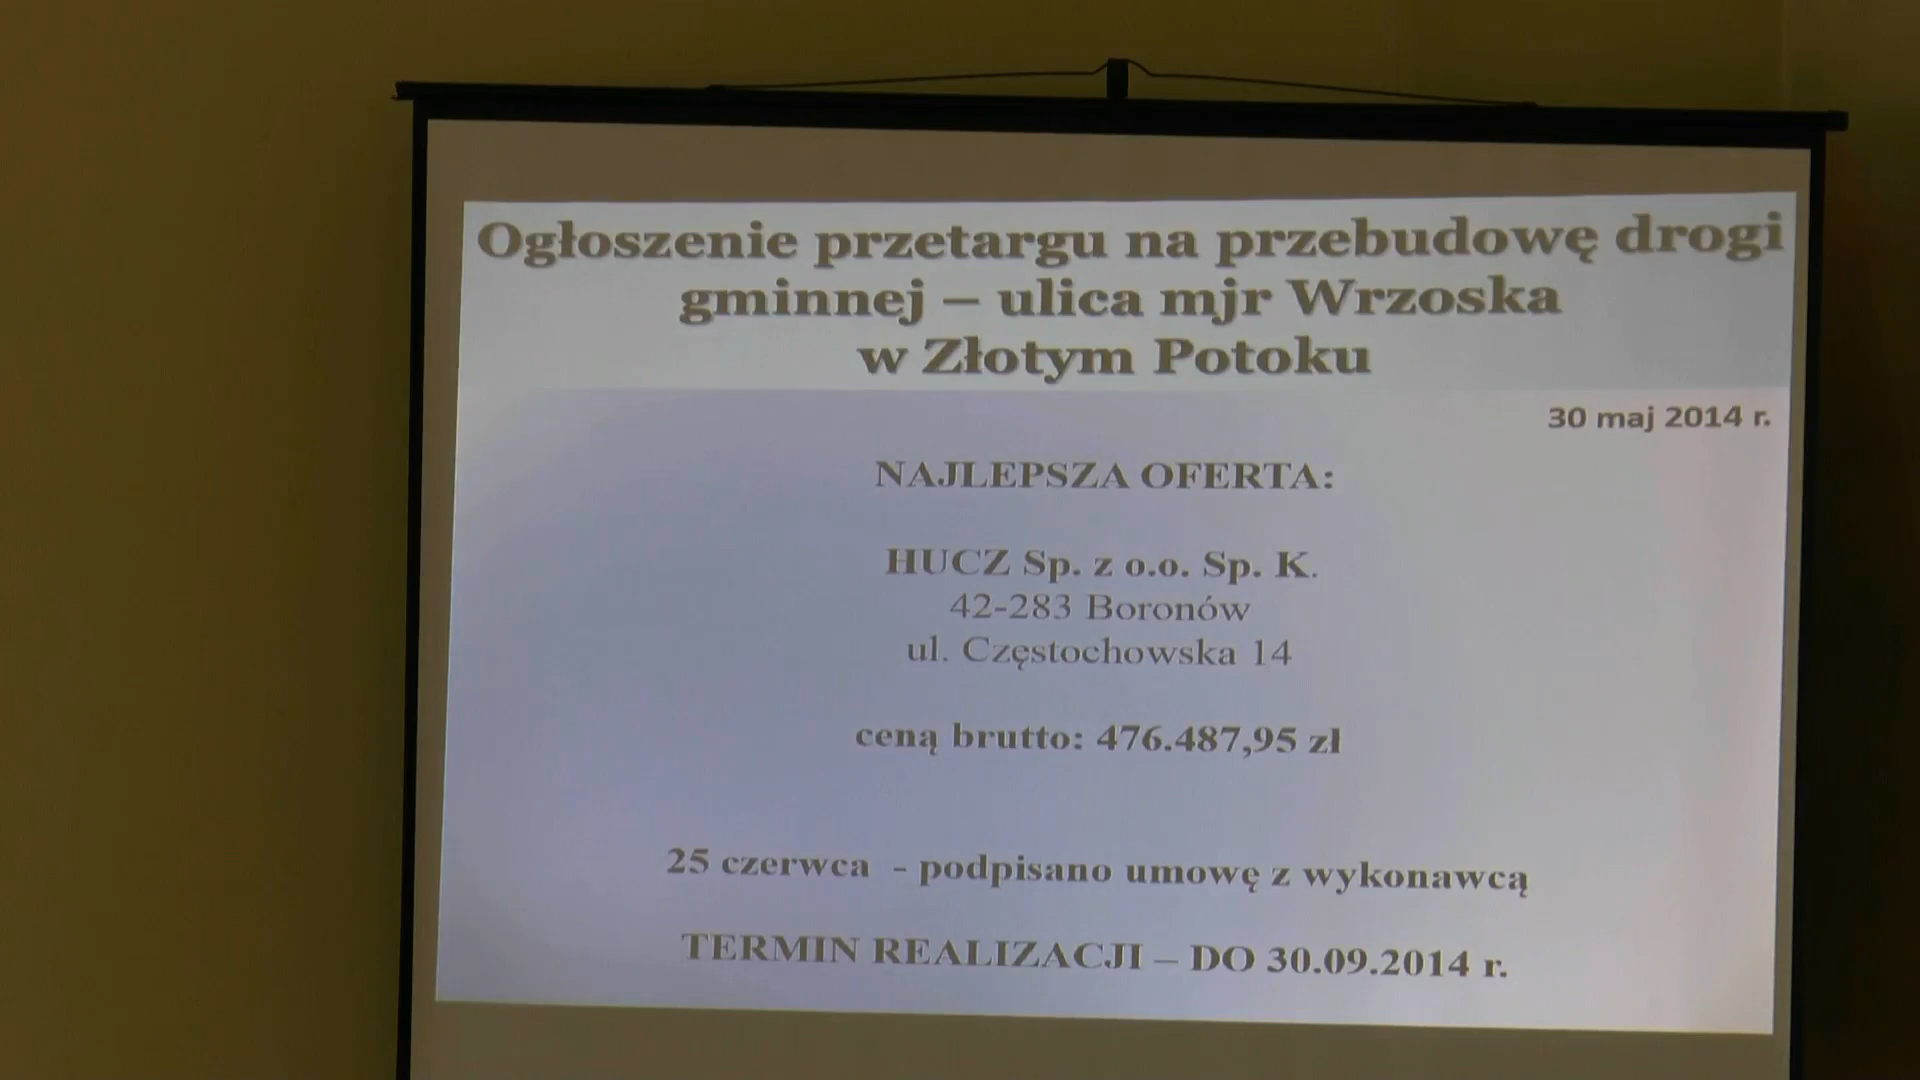 Ogłoszenie przetargu na przebudowę drogi
gminnej – ulica mjr Wrzoska
w Złotym Potoku
30 maj 2014 r.
NAJLEPSZA OFERTA:
HUCZ Sp. z o.o. Sp. K.
42-283 Boronów
ul. Częstochowska 14
ceną brutto: 476.487,95 zł
25 czerwca - podpisano umowę z wykonawcą
TERMIN REALIZACJI – DO 30.09.2014 r.